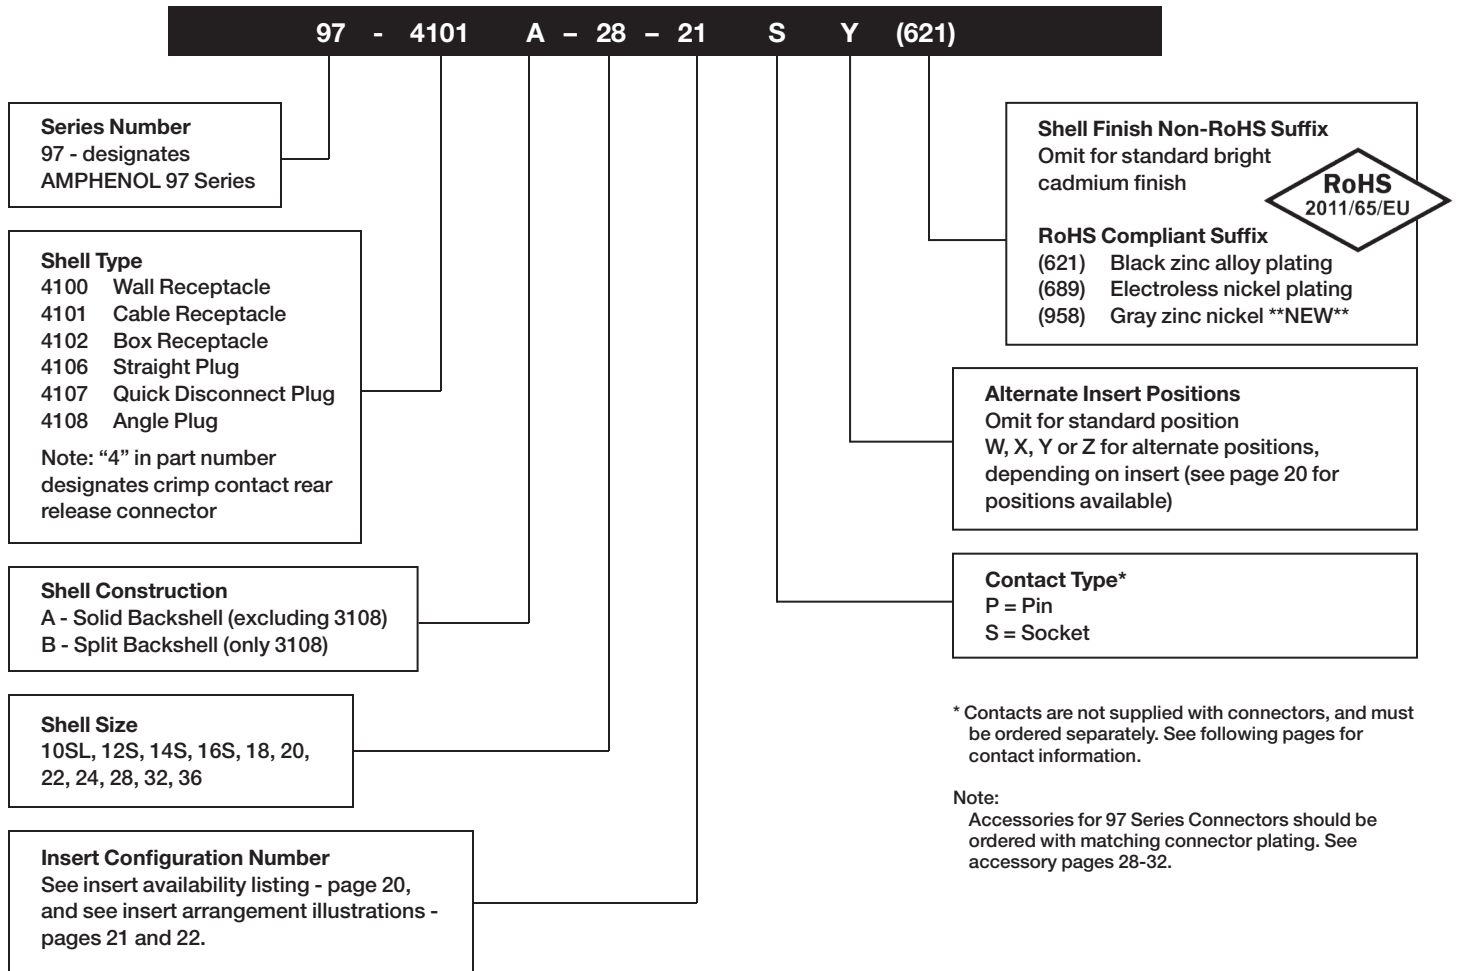 97 - 4101 A – 28 – 21 S Y (621)
Series Number
97 - designates
AMPHENOL 97 Series
Shell Type
4100 Wall Receptacle
4101 Cable Receptacle
4102 Box Receptacle
4106 Straight Plug
4107 Quick Disconnect Plug
4108 Angle Plug
Note: “4” in part number
designates crimp contact rear
release connector
Shell Construction
A - Solid Backshell (excluding 3108)
B - Split Backshell (only 3108)
Shell Size
10SL, 12S, 14S, 16S, 18, 20,
22, 24, 28, 32, 36
Insert Configuration Number
See insert availability listing - page 20,
and see insert arrangement illustrations -
pages 21 and 22.
Shell Finish Non-RoHS Suffix
Omit for standard bright
cadmium finish
RoHS
2011/65/EU
RoHS Compliant Suffix
(621) Black zinc alloy plating
(689) Electroless nickel plating
(958) Gray zinc nickel **NEW**
Alternate Insert Positions
Omit for standard position
W, X, Y or Z for alternate positions,
depending on insert (see page 20 for
positions available)
Contact Type*
P = Pin
S = Socket
* Contacts are not supplied with connectors, and must
be ordered separately. See following pages for
contact information.
Note:
Accessories for 97 Series Connectors should be
ordered with matching connector plating. See
accessory pages 28-32.